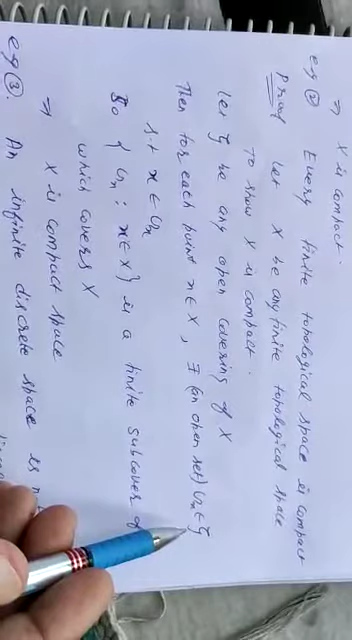 ⇒ X is compact.
eg ② Every finite topological space is compact
Proof Let X be any finite topological space
To show X is compact.
Let ζ be any open covering of X
Then for each point x ∈ X, ∃ (an open set) Ux ∈ ζ
s.t x ∈ Ux
So { Ux : x ∈ X } is a finite subcover of
which covers X
⇒ X is compact space
eg ③. An infinite discrete space is